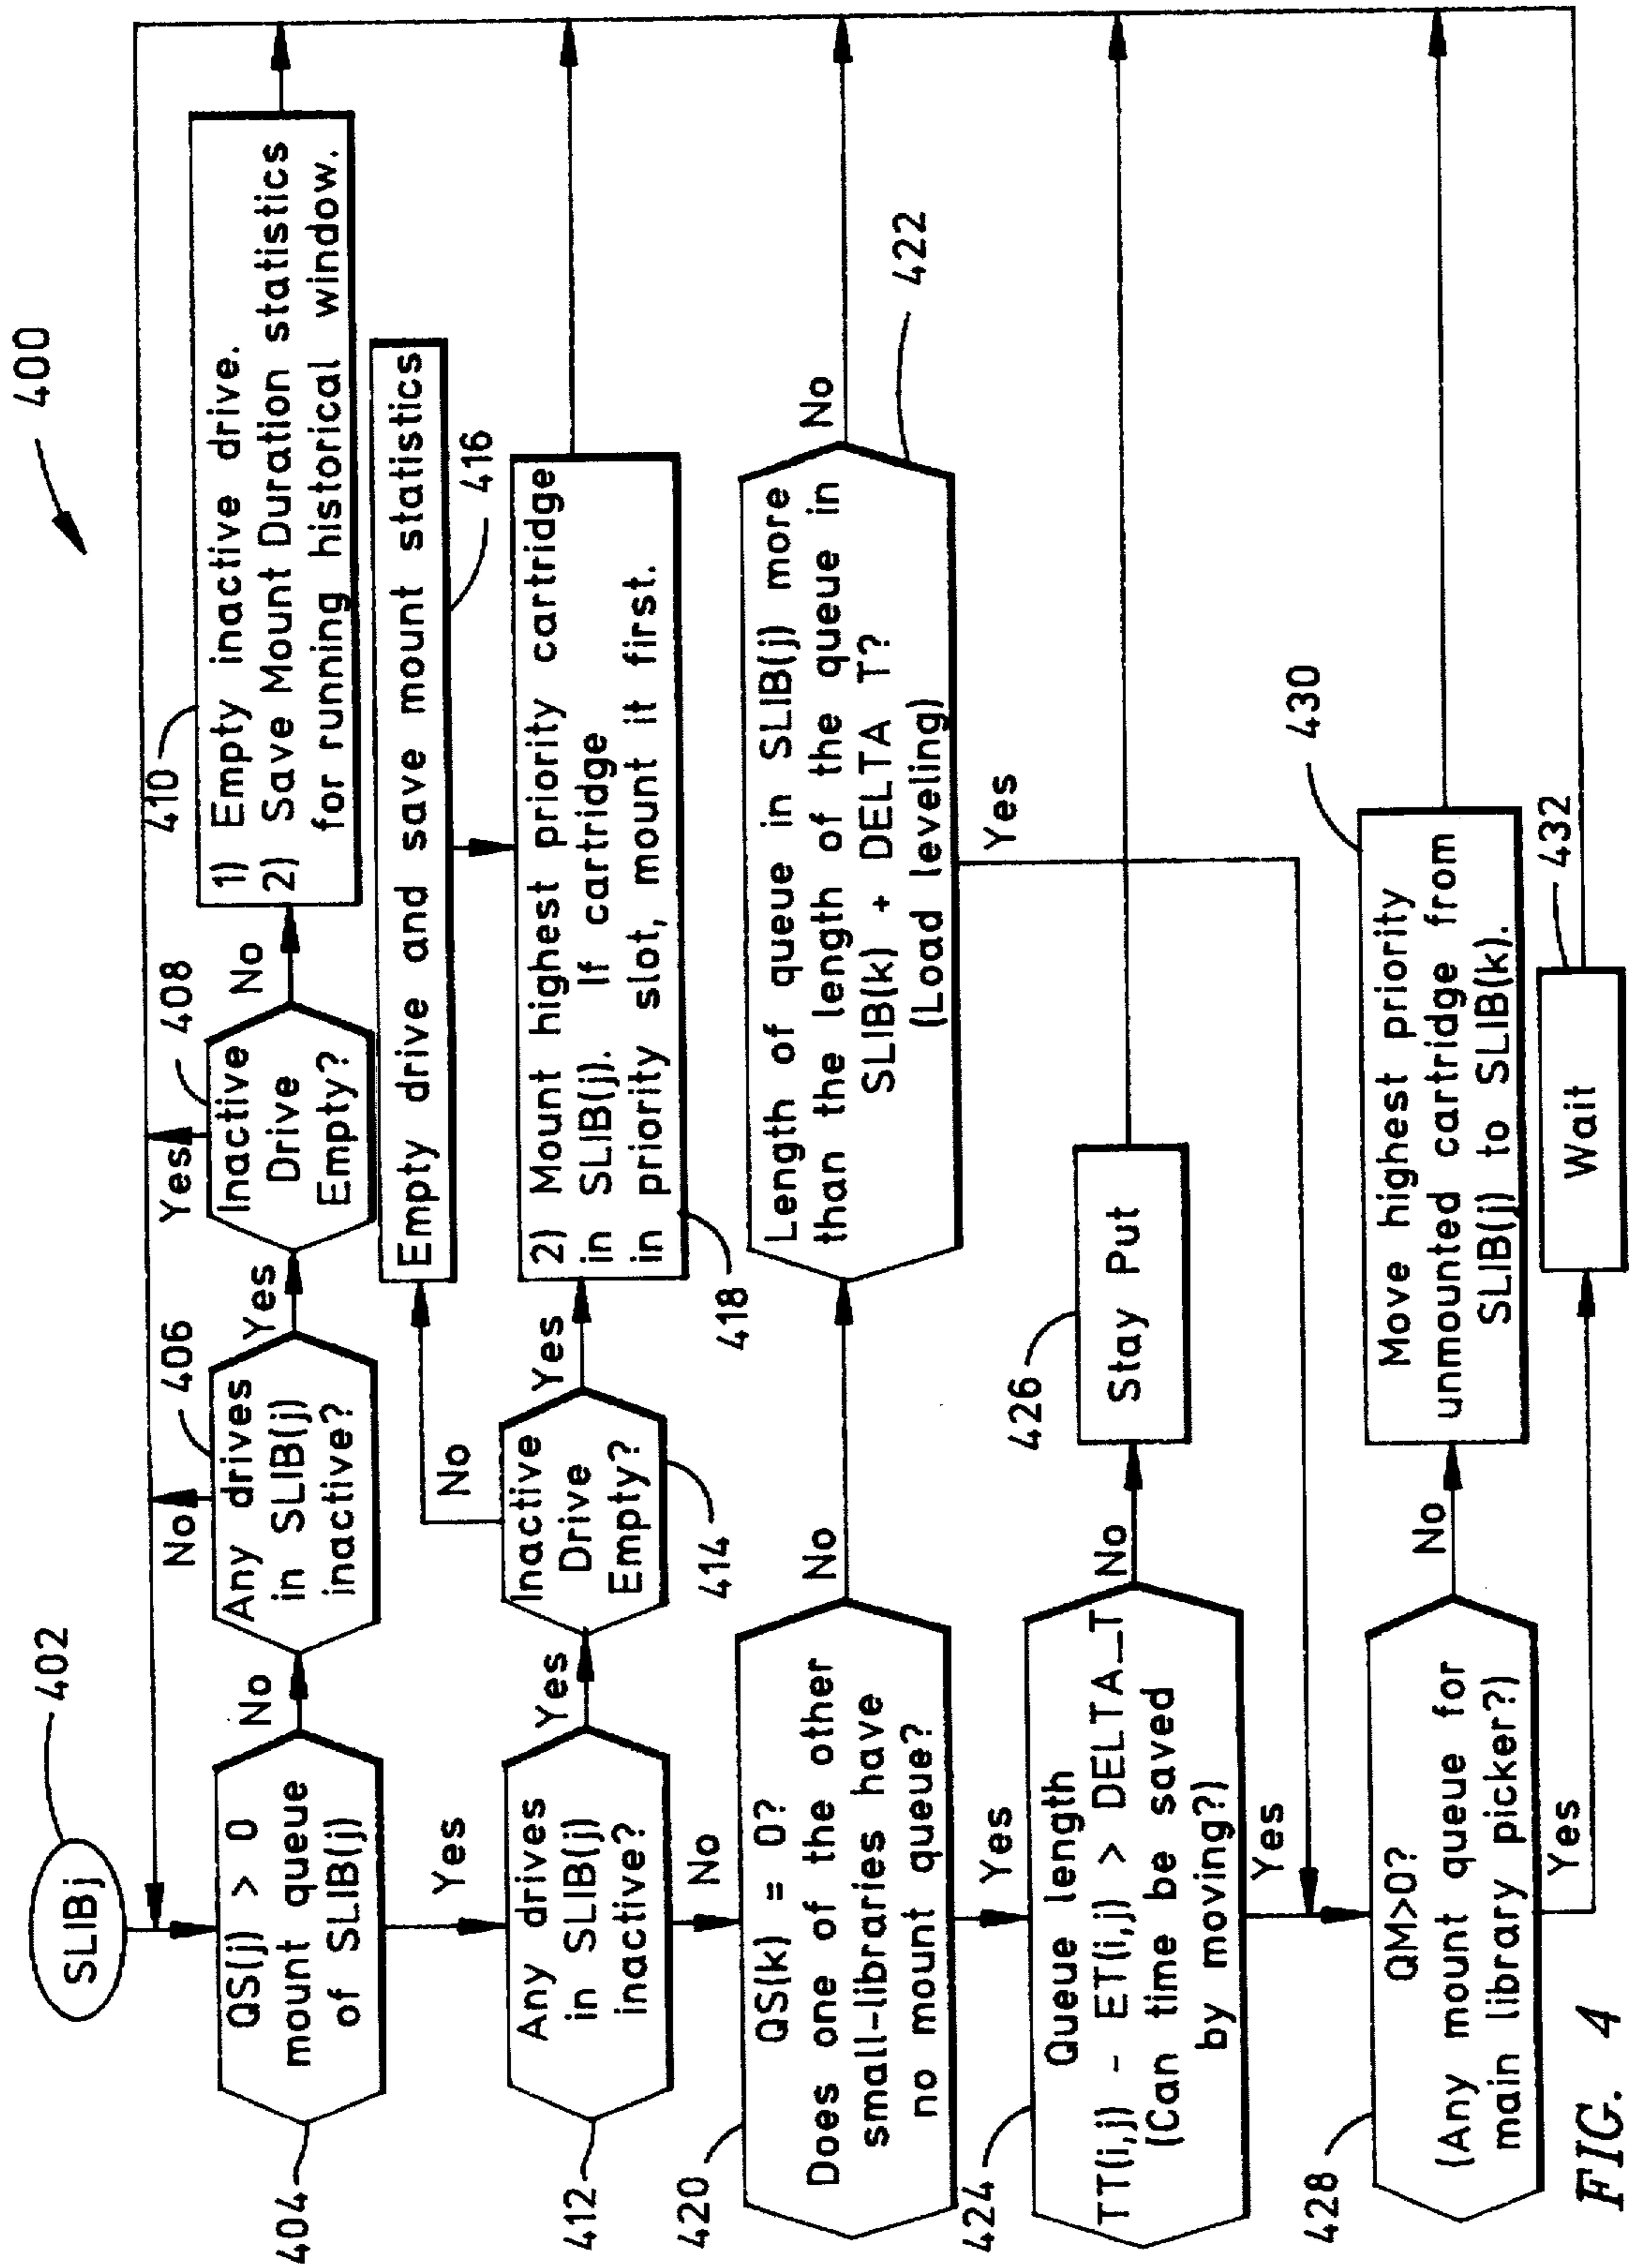 400
402
SLIBj
404
QS(j) > 0
mount queue
of SLIB(j)
No
Yes
406
Any drives
in SLIB(j)
inactive?
No
Yes
408
Inactive
Drive
Empty?
Yes
No
410
1) Empty inactive drive.
2) Save Mount Duration statistics
for running historical window.
412
Any drives
in SLIB(j)
inactive?
Yes
No
414
Inactive
Drive
Empty?
No
Yes
Empty drive and save mount statistics
416
2) Mount highest priority cartridge
in SLIB(j). If cartridge
in priority slot, mount it first.
418
420
QS(k) = 0?
Does one of the other
small-libraries have
no mount queue?
No
Yes
Length of queue in SLIB(j) more
than the length of the queue in
SLIB(k) + DELTA T?
(Load leveling)
No
422
Yes
424
Queue length
TT(i,j) - ET(i,j) > DELTA_T
(Can time be saved
by moving?)
No
Yes
426
Stay Put
428
QM>0?
(Any mount queue for
main library picker?)
No
Yes
430
Move highest priority
unmounted cartridge from
SLIB(j) to SLIB(k).
432
Wait
FIG. 4